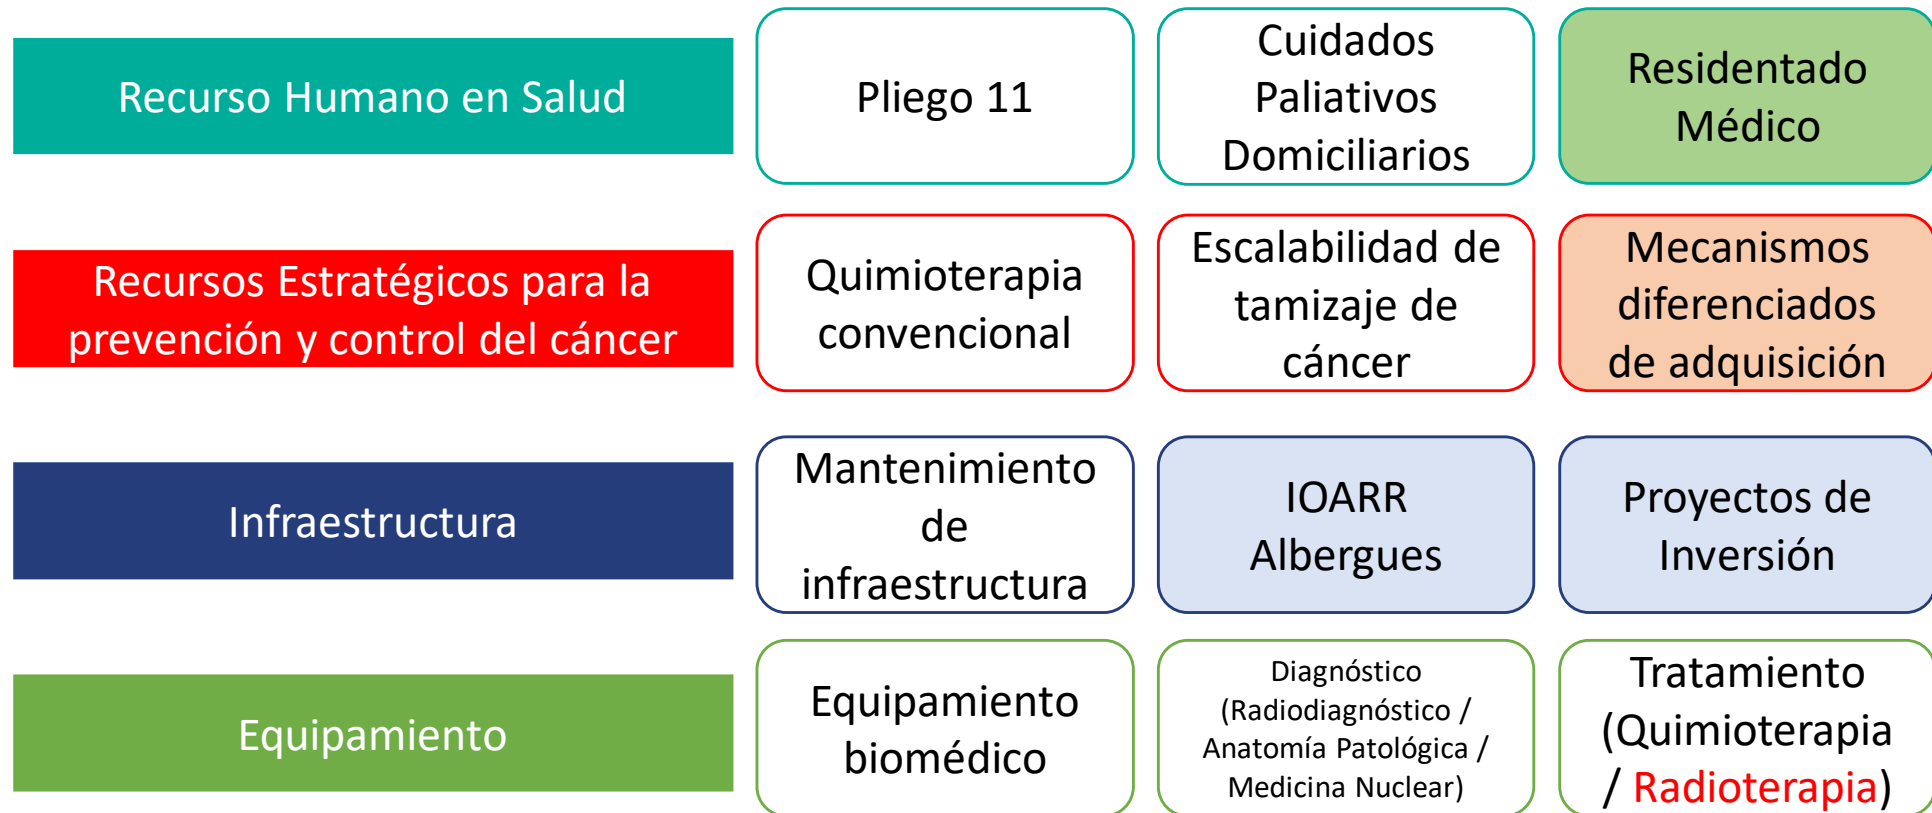 Recurso Humano en Salud
Pliego 11
Cuidados
Paliativos
Domiciliarios
Residentado
Médico
Recursos Estratégicos para la
prevención y control del cáncer
Quimioterapia
convencional
Escalabilidad de
tamizaje de
cáncer
Mecanismos
diferenciados
de adquisición
Infraestructura
Mantenimiento
de
infraestructura
IOARR
Albergues
Proyectos de
Inversión
Equipamiento
Equipamiento
biomédico
Diagnóstico
(Radiodiagnóstico /
Anatomía Patológica /
Medicina Nuclear)
Tratamiento
(Quimioterapia
/ Radioterapia)